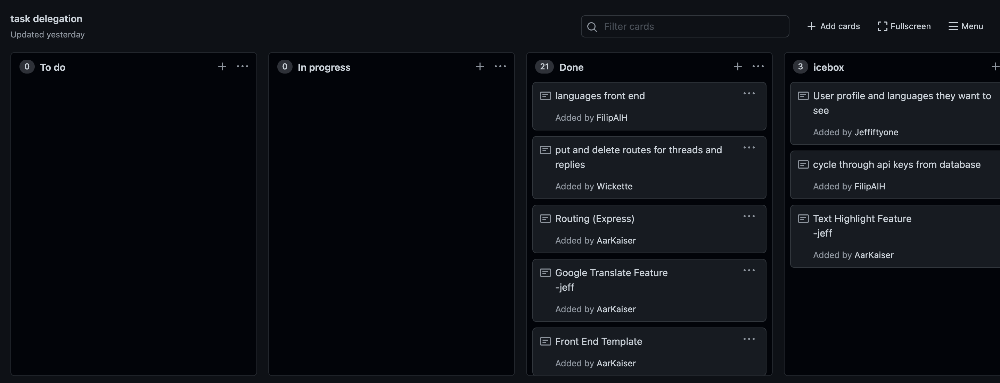 task delegation
Updated yesterday
Filter cards
Add cards
Fullscreen
Menu
0 To do
0 In progress
21 Done
languages front end
Added by FilipAlH
put and delete routes for threads and
replies
Added by Wickette
Routing (Express)
Added by AarKaiser
Google Translate Feature
-jeff
Added by AarKaiser
Front End Template
Added by AarKaiser
3 icebox
User profile and languages they want to
see
Added by Jeffiftyone
cycle through api keys from database
Added by FilipAlH
Text Highlight Feature
-jeff
Added by AarKaiser